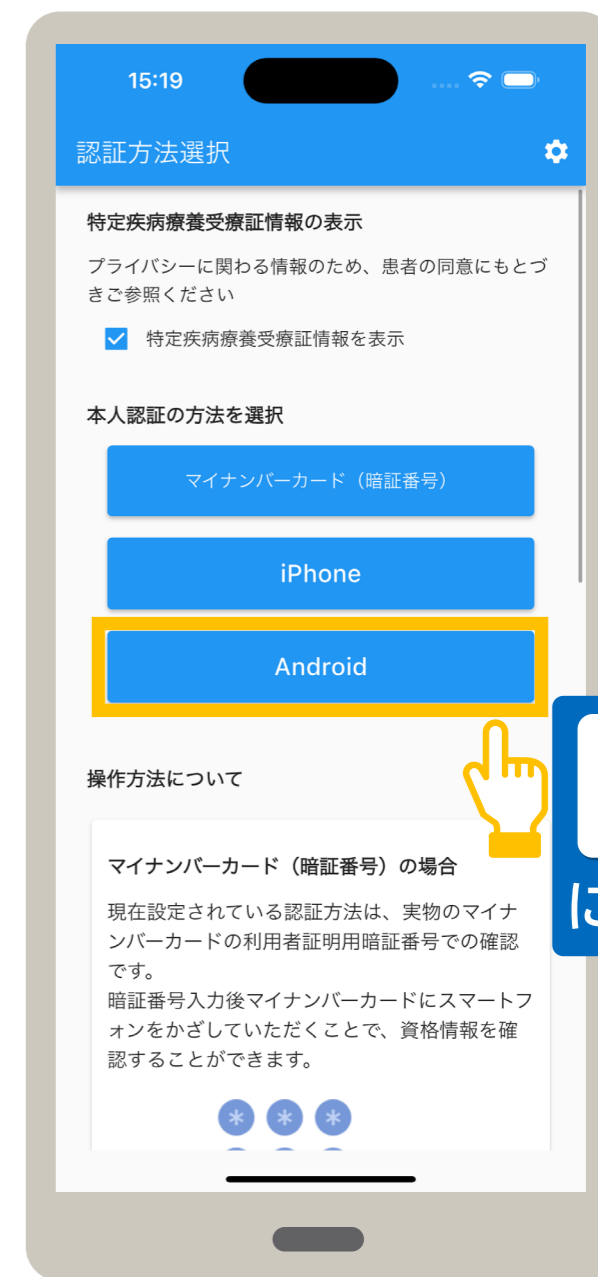 15:19
認証方法選択
特定疾病療養受療証情報の表示
プライバシーに関わる情報のため、患者の同意にもとづ
きご参照ください
特定疾病療養受療証情報を表示
本人認証の方法を選択
マイナンバーカード（暗証番号）
iPhone
Android
操作方法について
に
マイナンバーカード（暗証番号）の場合
現在設定されている認証方法は、実物のマイナ
ンバーカードの利用者証明用暗証番号での確認
です。
暗証番号入力後マイナンバーカードにスマートフ
ォンをかざしていただくことで、資格情報を確
認することができます。